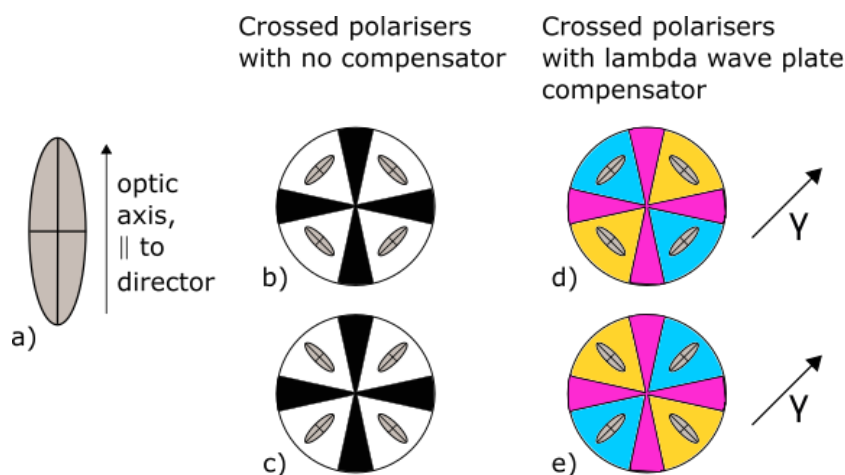 Crossed polarisers
with no compensator
Crossed polarisers
with lambda wave plate
compensator
optic
axis,
|| to
director
a)
b)
c)
d)
γ
e)
γ